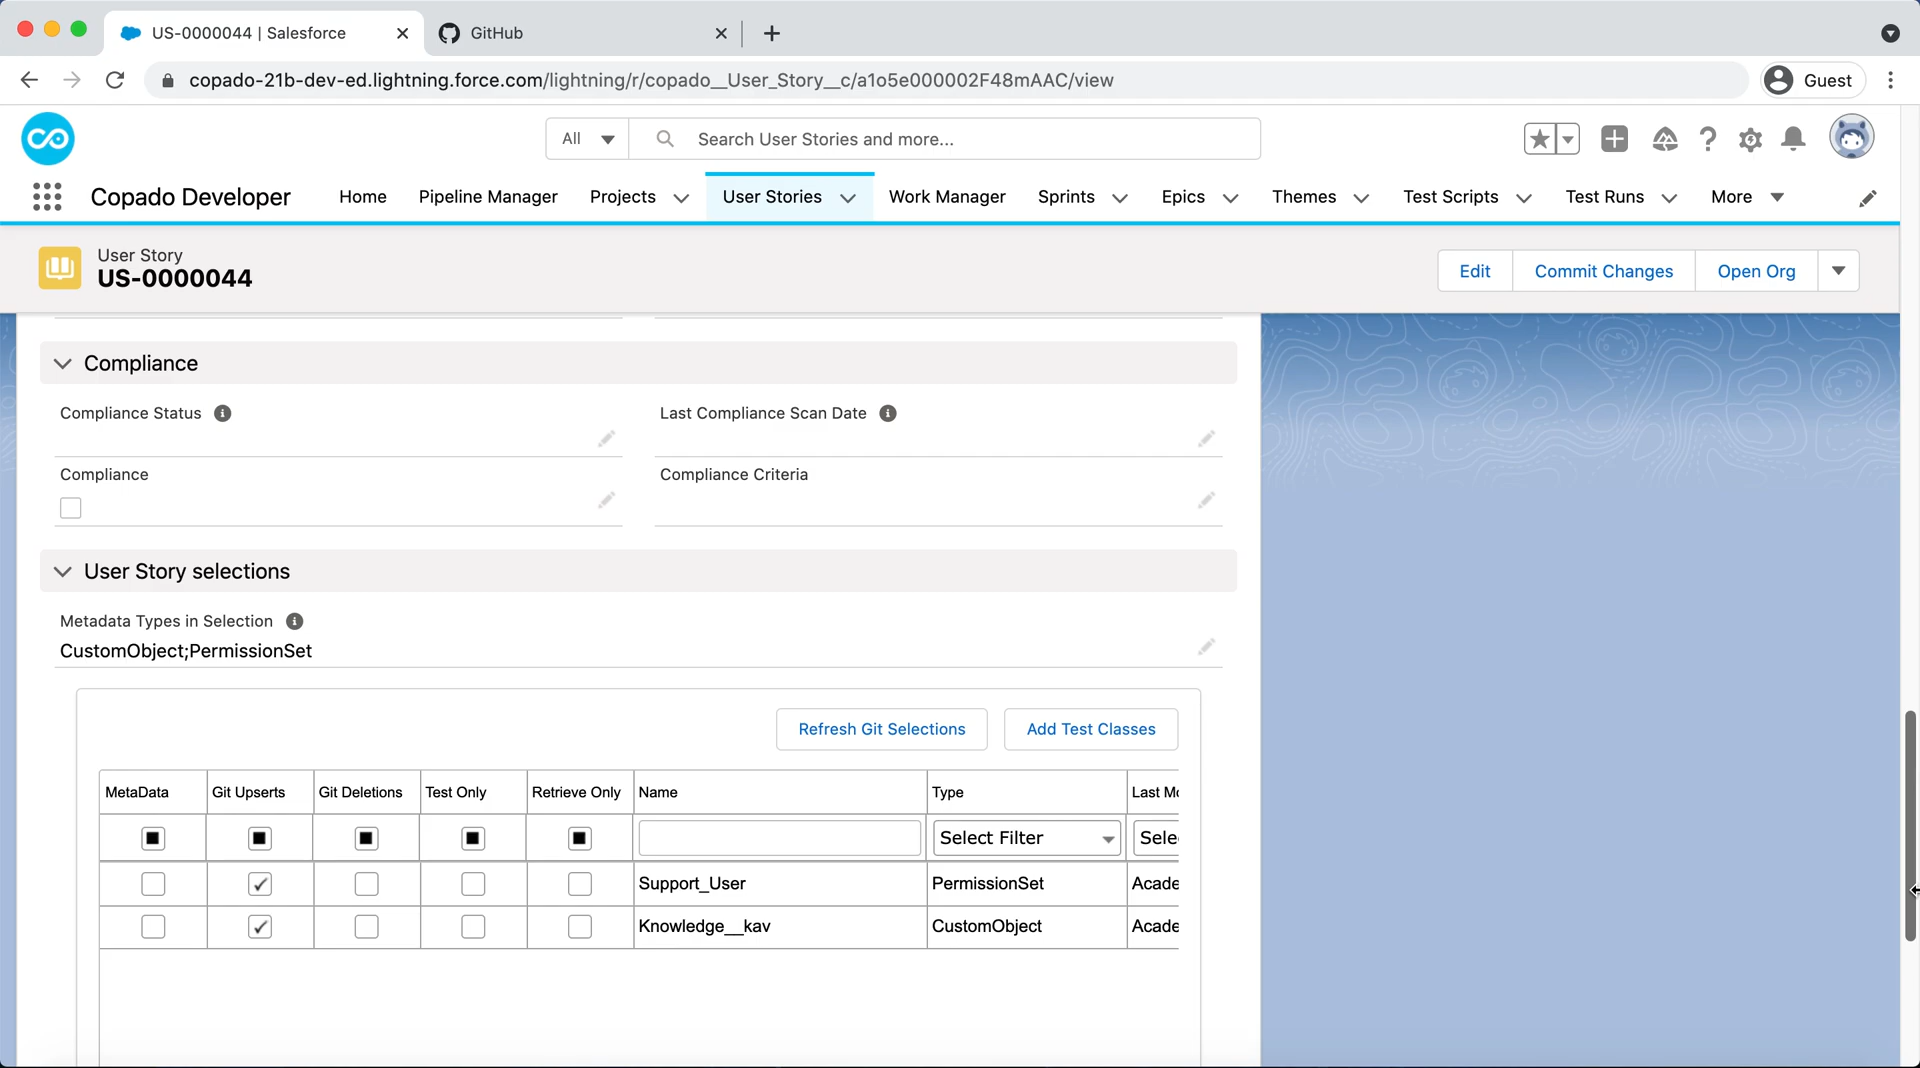 US-0000044 | Salesforce
GitHub
copado-21b-dev-ed.lightning.force.com/lightning/r/copado__User_Story__c/a1o5e000002F48mAAC/view
Guest
All
Search User Stories and more...
Copado Developer
Home
Pipeline Manager
Projects
User Stories
Work Manager
Sprints
Epics
Themes
Test Scripts
Test Runs
More
User Story
US-0000044
Edit
Commit Changes
Open Org
Compliance
Compliance Status
Last Compliance Scan Date
Compliance
Compliance Criteria
User Story selections
Metadata Types in Selection
CustomObject;PermissionSet
Refresh Git Selections
Add Test Classes
MetaData
Git Upserts
Git Deletions
Test Only
Retrieve Only
Name
Type
Last Mo
Select Filter
Sele
Support_User
PermissionSet
Acade
Knowledge__kav
CustomObject
Acade